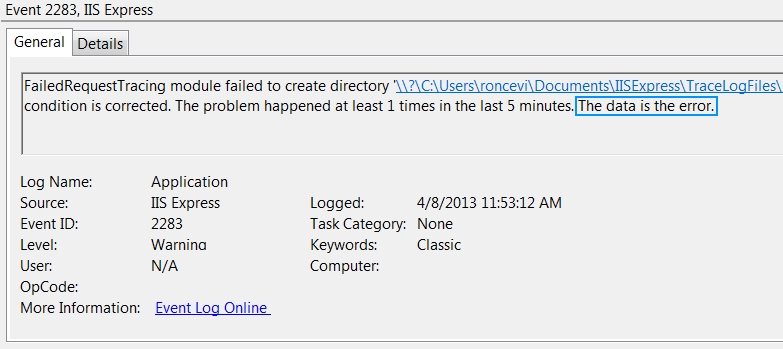 Event 2283, IIS Express
General Details
FailedRequestTracing module failed to create directory '\\?\C:\Users\roncevi\Documents\IISExpress\TraceLogFiles\
condition is corrected. The problem happened at least 1 times in the last 5 minutes. The data is the error.
Log Name: Application
Source: IIS Express Logged: 4/8/2013 11:53:12 AM
Event ID: 2283 Task Category: None
Level: Warning Keywords: Classic
User: N/A Computer:
OpCode:
More Information: Event Log Online